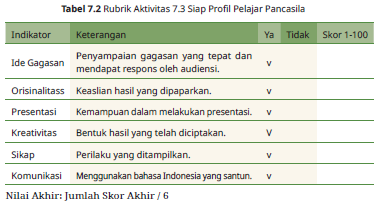 Tabel 7.2 Rubrik Aktivitas 7.3 Siap Profil Pelajar Pancasila
Indikator Keterangan Ya Tidak Skor 1-100
Ide Gagasan Penyampaian gagasan yang tepat dan mendapat respons oleh audiensi. v
Orisinalitass Keaslian hasil yang dipaparkan. v
Presentasi Kemampuan dalam melakukan presentasi. v
Kreativitas Bentuk hasil yang telah diciptakan. V
Sikap Perilaku yang ditampilkan. v
Komunikasi Menggunakan bahasa Indonesia yang santun. v
Nilai Akhir: Jumlah Skor Akhir / 6